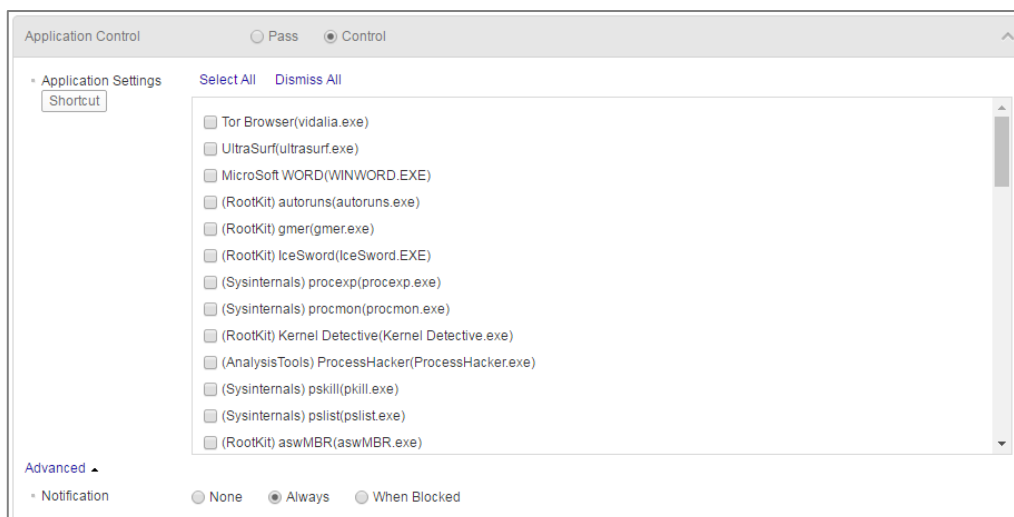 Application Control Pass Control
Application Settings Select All Dismiss All
Shortcut
Tor Browser(vidalia.exe)
UltraSurf(ultrasurf.exe)
MicroSoft WORD(WINWORD.EXE)
(RootKit) autoruns(autoruns.exe)
(RootKit) gmer(gmer.exe)
(RootKit) IceSword(IceSword.EXE)
(Sysinternals) procexp(procexp.exe)
(Sysinternals) procmon(procmon.exe)
(RootKit) Kernel Detective(Kernel Detective.exe)
(AnalysisTools) ProcessHacker(ProcessHacker.exe)
(Sysinternals) pskill(pkill.exe)
(Sysinternals) pslist(pslist.exe)
(RootKit) aswMBR(aswMBR.exe)
Advanced
Notification None Always When Blocked